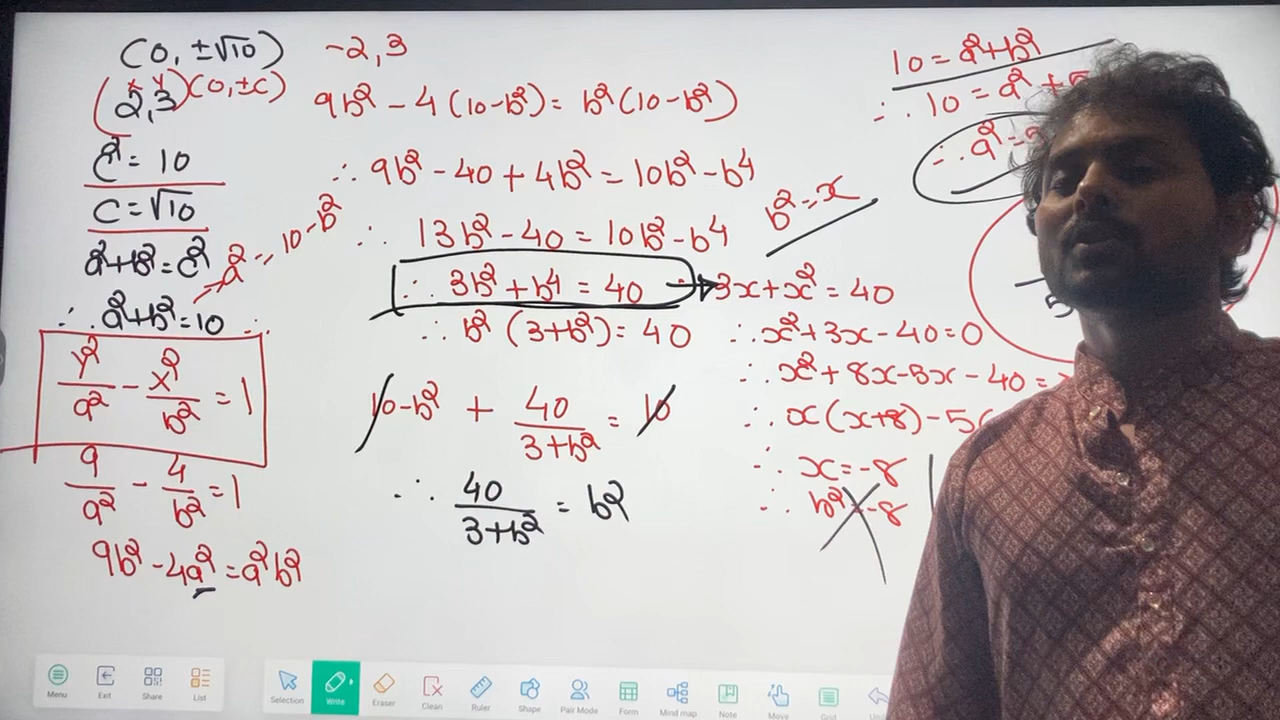 (0, ±√10)
(2, 3)
x y
(0, ±c)
c² = 10
c = √10
a² + b² = c²
∴ a² + b² = 10 ∴
a² = 10 - b²
y²/a² - x²/b² = 1
9/a² - 4/b² = 1
9b² - 4a² = a²b²
-2, 3
9b² - 4(10 - b²) = b²(10 - b²)
∴ 9b² - 40 + 4b² = 10b² - b⁴
∴ 13b² - 40 = 10b² - b⁴
∴ 3b² + b⁴ = 40
∴ b²(3 + b²) = 40
10 - b² + 40/(3 + b²) = 10
∴ 40/(3 + b²) = b²
b² = x
3x + x² = 40
∴ x² + 3x - 40 = 0
∴ x² + 8x - 5x - 40 =
∴ x(x + 8) - 5(
∴ x = -8
∴ b² = -8
10 = a² + b²
∴ 10 = a² +
∴ a² =
Menu
Exit
Share
List
Selection
Write
Eraser
Clean
Ruler
Shape
Pair Mode
Form
Mind map
Note
Move
Grid